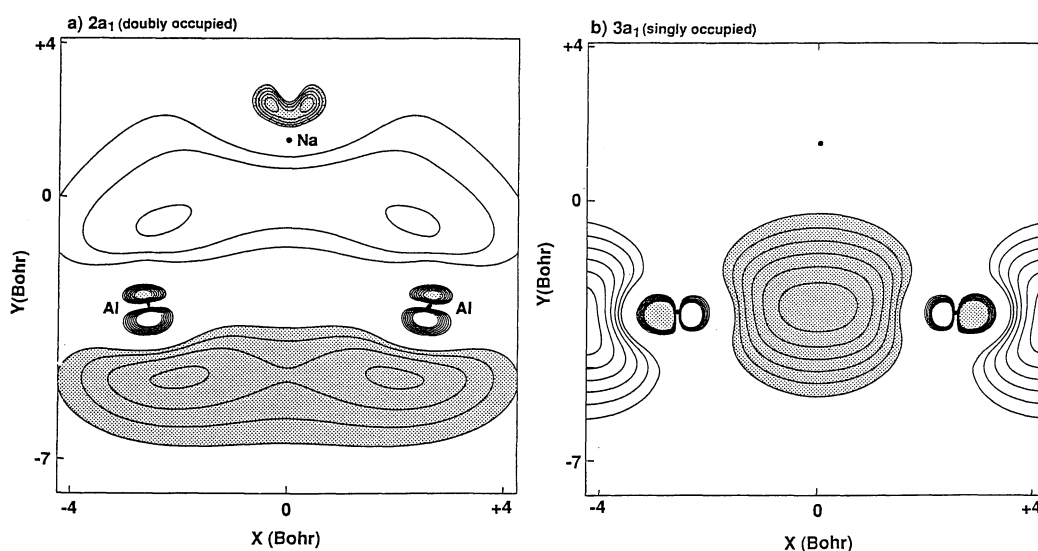 a) 2a₁ (doubly occupied)
+4
Na
0
Y(Bohr)
Al
Al
-7
-4
0
+4
X (Bohr)
b) 3a₁ (singly occupied)
+4
0
Y(Bohr)
-7
-4
0
+4
X (Bohr)